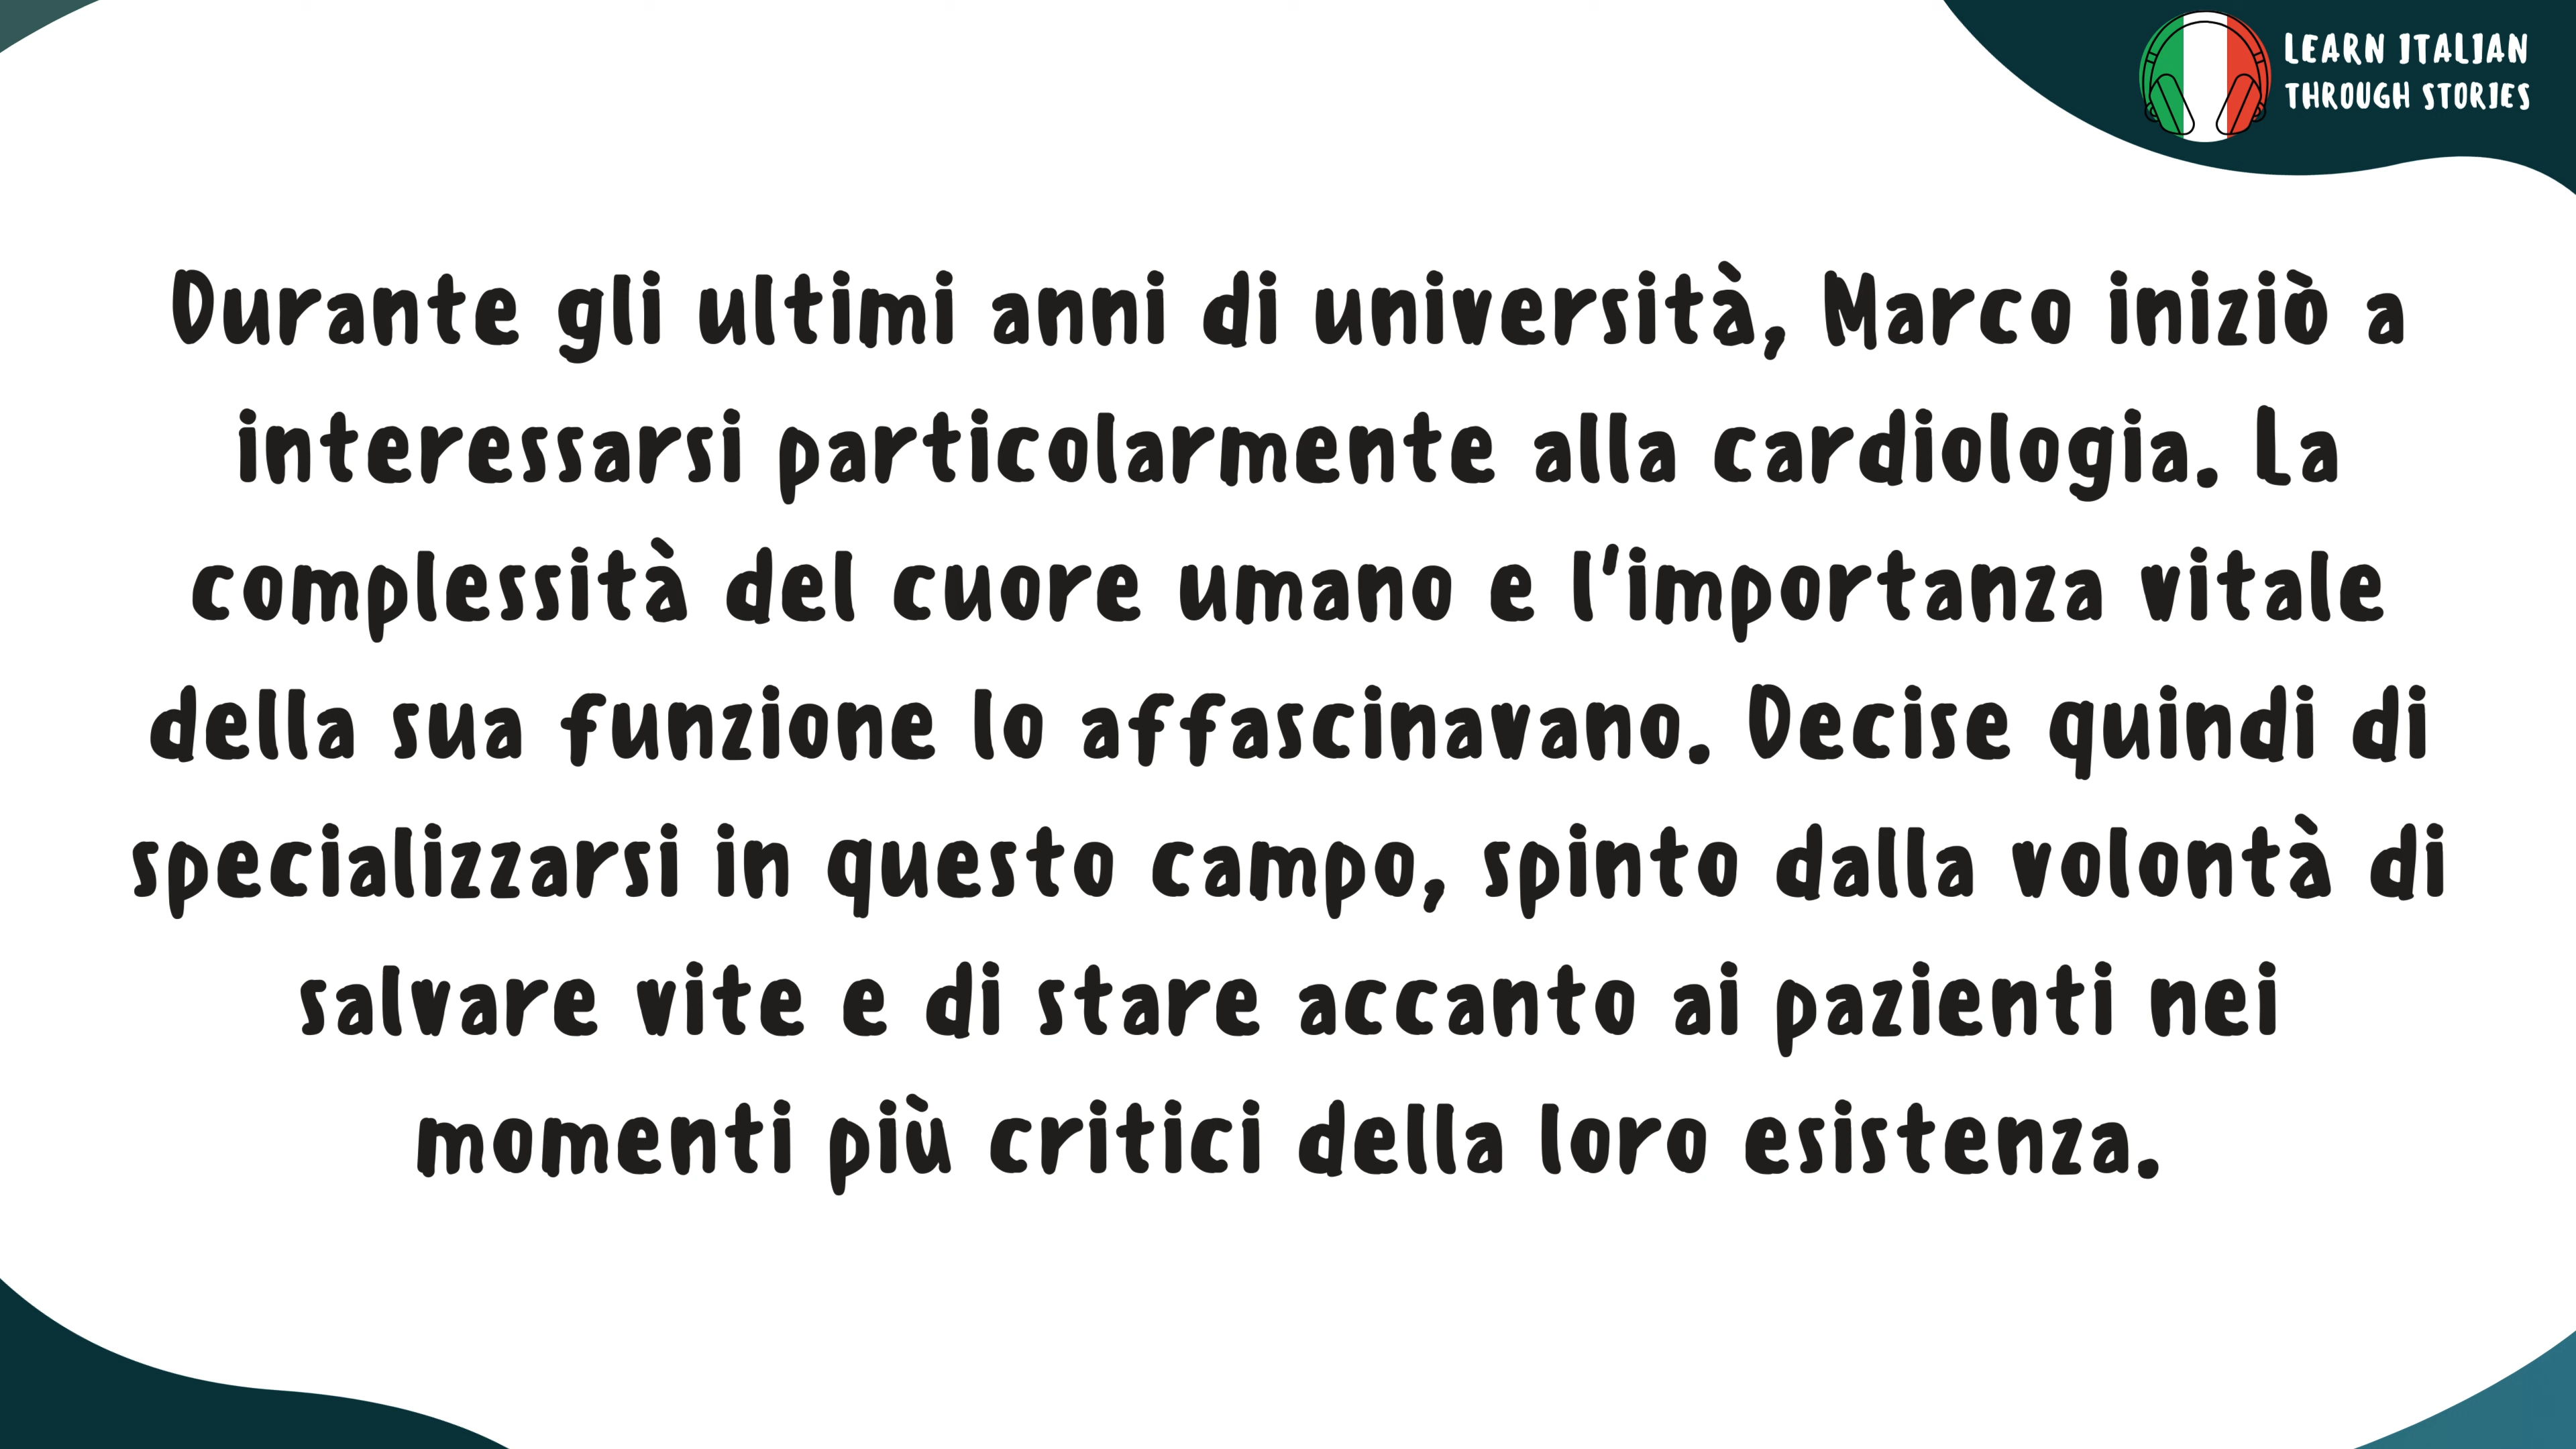 LEARN ITALIAN
THROUGH STORIES
Durante gli ultimi anni di università, Marco iniziò a
interessarsi particolarmente alla cardiologia. La
complessità del cuore umano e l'importanza vitale
della sua funzione lo affascinavano. Decise quindi di
specializzarsi in questo campo, spinto dalla volontà di
salvare vite e di stare accanto ai pazienti nei
momenti più critici della loro esistenza.